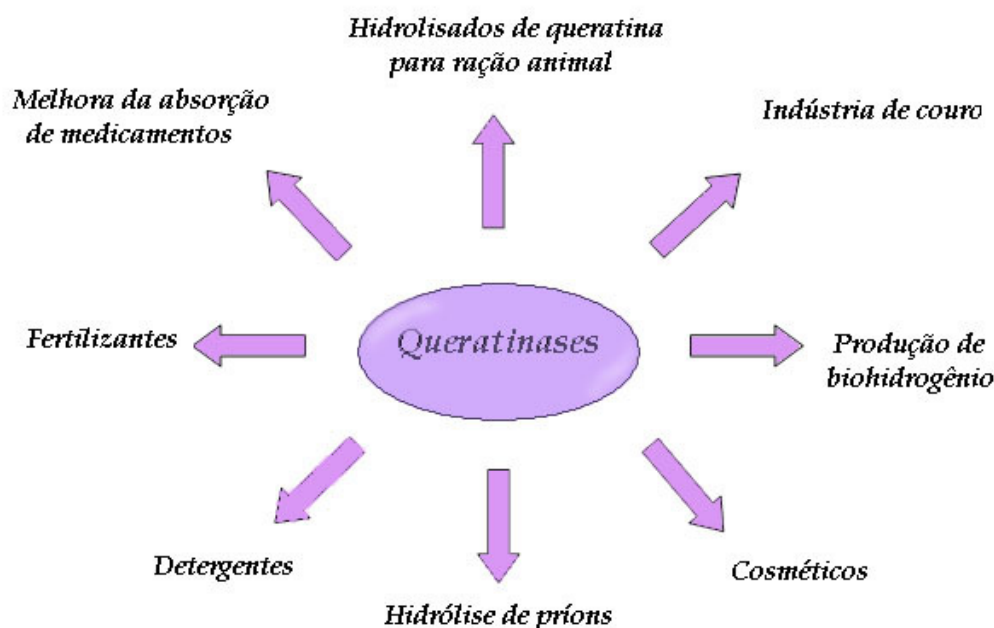 Hidrolisados de queratina
para ração animal
Melhora da absorção
de medicamentos
Indústria de couro
Fertilizantes
Queratinases
Produção de
biohidrogênio
Detergentes
Cosméticos
Hidrólise de príons